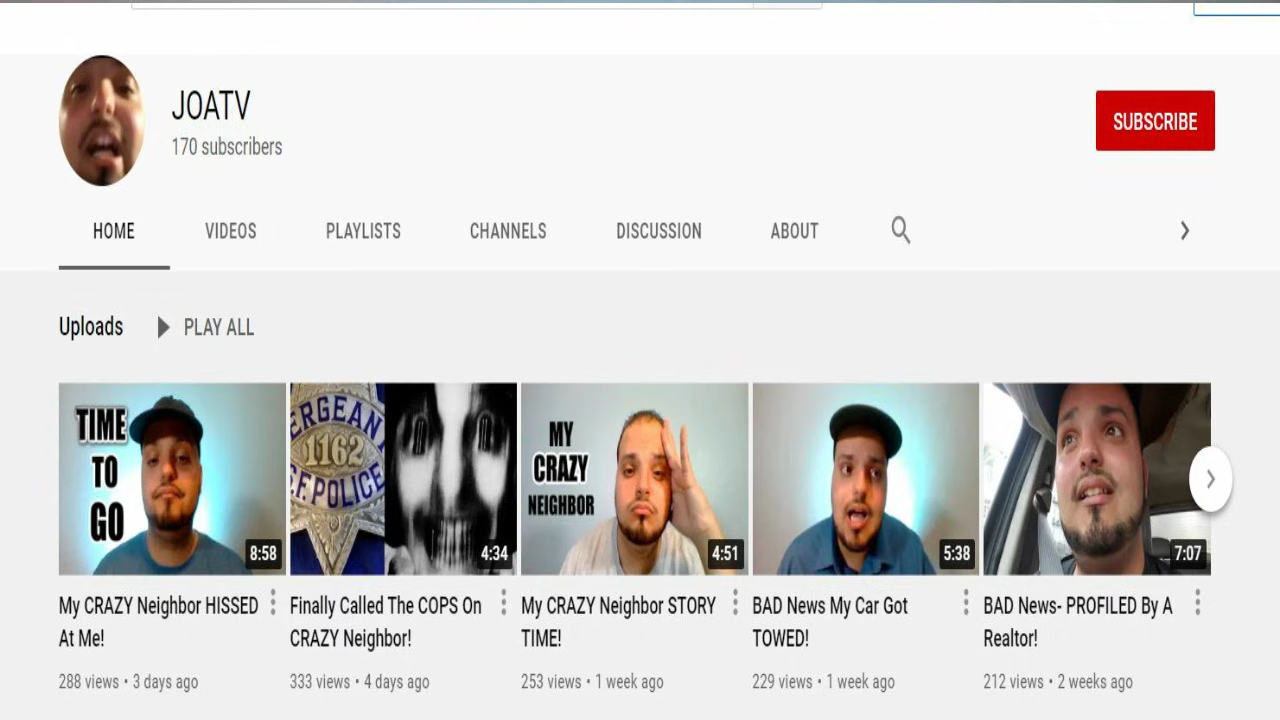 JOATV
170 subscribers
SUBSCRIBE
HOME VIDEOS PLAYLISTS CHANNELS DISCUSSION ABOUT
Uploads PLAY ALL
TIME
TO
GO
8:58
ERGEAN
1162
S.F.POLICE
4:34
MY
CRAZY
NEIGHBOR
4:51
5:38
7:07
My CRAZY Neighbor HISSED
At Me!
288 views • 3 days ago
Finally Called The COPS On
CRAZY Neighbor!
333 views • 4 days ago
My CRAZY Neighbor STORY
TIME!
253 views • 1 week ago
BAD News My Car Got
TOWED!
229 views • 1 week ago
BAD News- PROFILED By A
Realtor!
212 views • 2 weeks ago